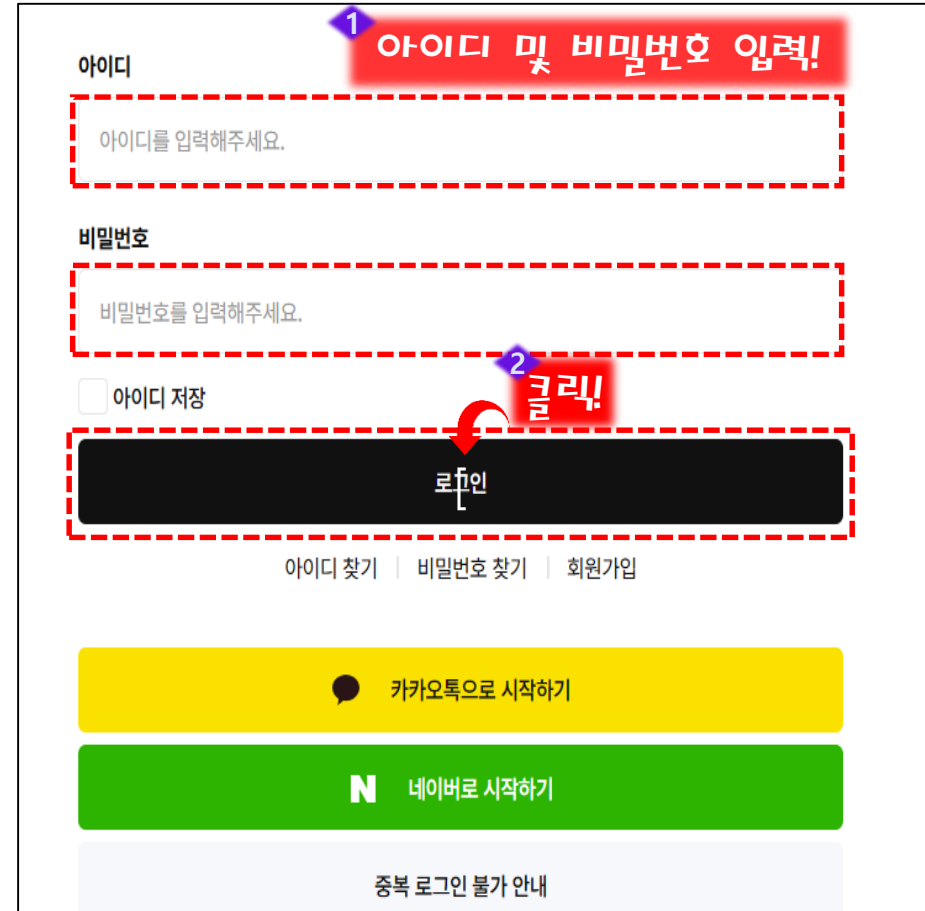 1
아이디 및 비밀번호 입력!
아이디
아이디를 입력해주세요.
비밀번호
비밀번호를 입력해주세요.
2
클릭!
아이디 저장
로그인
아이디 찾기 | 비밀번호 찾기 | 회원가입
카카오톡으로 시작하기
N 네이버로 시작하기
중복 로그인 불가 안내